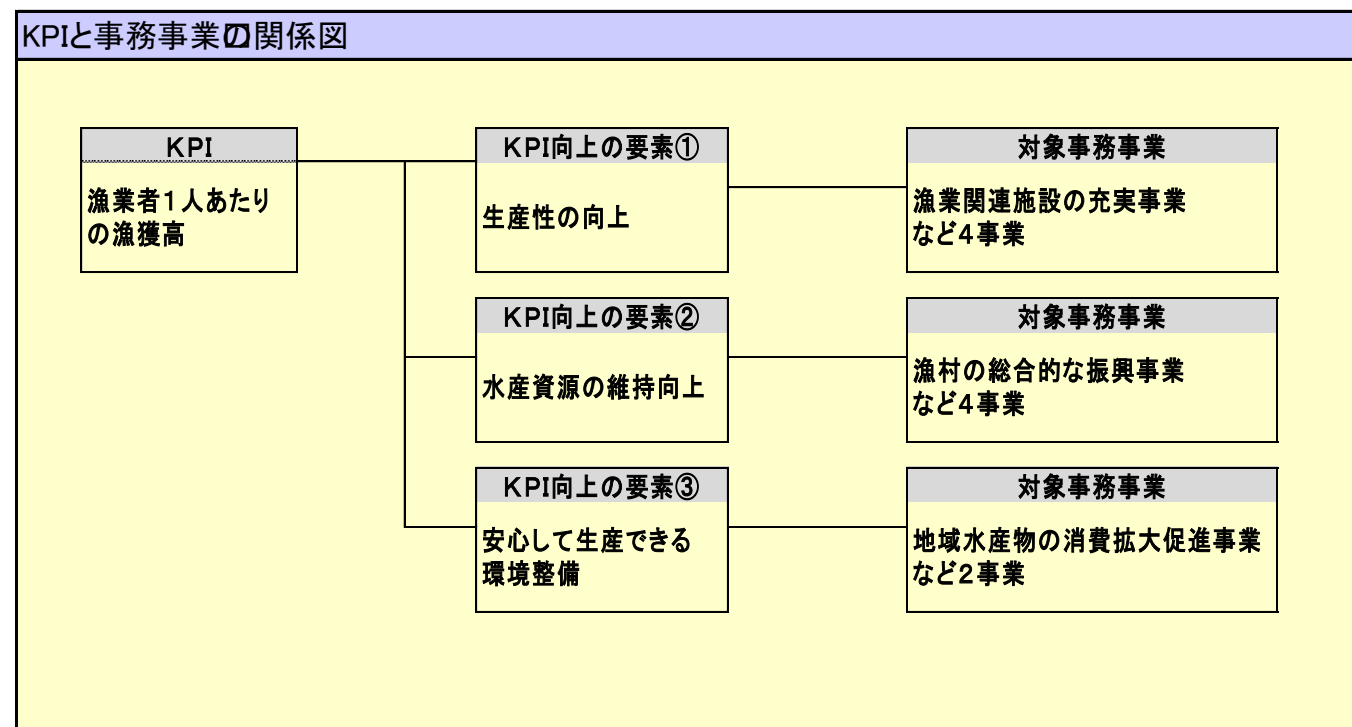 KPIと事務事業の関係図
KPI
漁業者1人あたり
の漁獲高
KPI向上の要素①
生産性の向上
対象事務事業
漁業関連施設の充実事業
など4事業
KPI向上の要素②
水産資源の維持向上
対象事務事業
漁村の総合的な振興事業
など4事業
KPI向上の要素③
安心して生産できる
環境整備
対象事務事業
地域水産物の消費拡大促進事業
など2事業